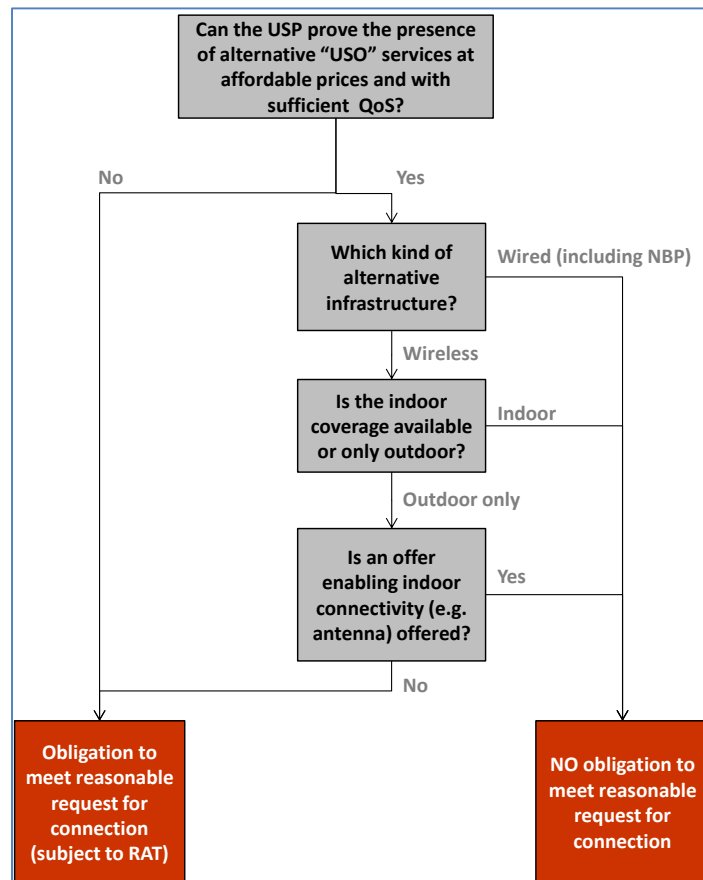 Can the USP prove the presence
of alternative “USO” services at
affordable prices and with
sufficient QoS?
No
Yes
Which kind of
alternative
infrastructure?
Wired (including NBP)
Wireless
Is the indoor
coverage available
or only outdoor?
Indoor
Outdoor only
Is an offer
enabling indoor
connectivity (e.g.
antenna) offered?
Yes
No
Obligation to
meet reasonable
request for
connection
(subject to RAT)
NO obligation to
meet reasonable
request for
connection